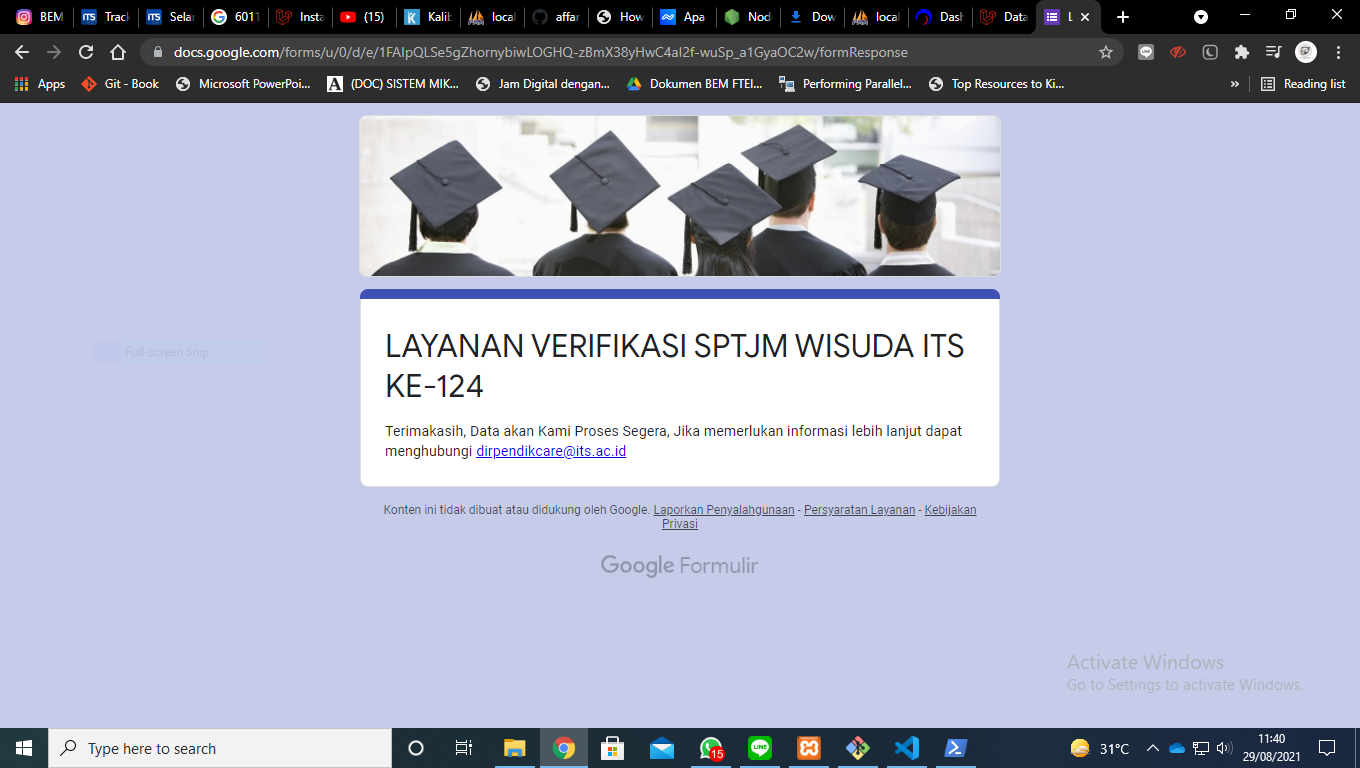 BEM
ITS
Track
ITS
Selar
6011
Insta
(15)
K
Kalib
local
affar
How
Apa
Nod
Dow
local
Dash
Data
L
docs.google.com/forms/u/0/d/e/1FAIpQLSe5gZhornybiwLOGHQ-zBmX38yHwC4al2f-wuSp_a1GyaOC2w/formResponse
Apps
Git - Book
Microsoft PowerPoi...
A
(DOC) SISTEM MIK...
Jam Digital dengan...
Dokumen BEM FTEI...
Performing Parallel...
Top Resources to Ki...
»
Reading list
Full-screen Snip
LAYANAN VERIFIKASI SPTJM WISUDA ITS
KE-124
Terimakasih, Data akan Kami Proses Segera, Jika memerlukan informasi lebih lanjut dapat
menghubungi dirpendikcare@its.ac.id
Konten ini tidak dibuat atau didukung oleh Google. Laporkan Penyalahgunaan - Persyaratan Layanan - Kebijakan
Privasi
Google Formulir
Activate Windows
Go to Settings to activate Windows.
Type here to search
15
LINE
31°C
11:40
29/08/2021